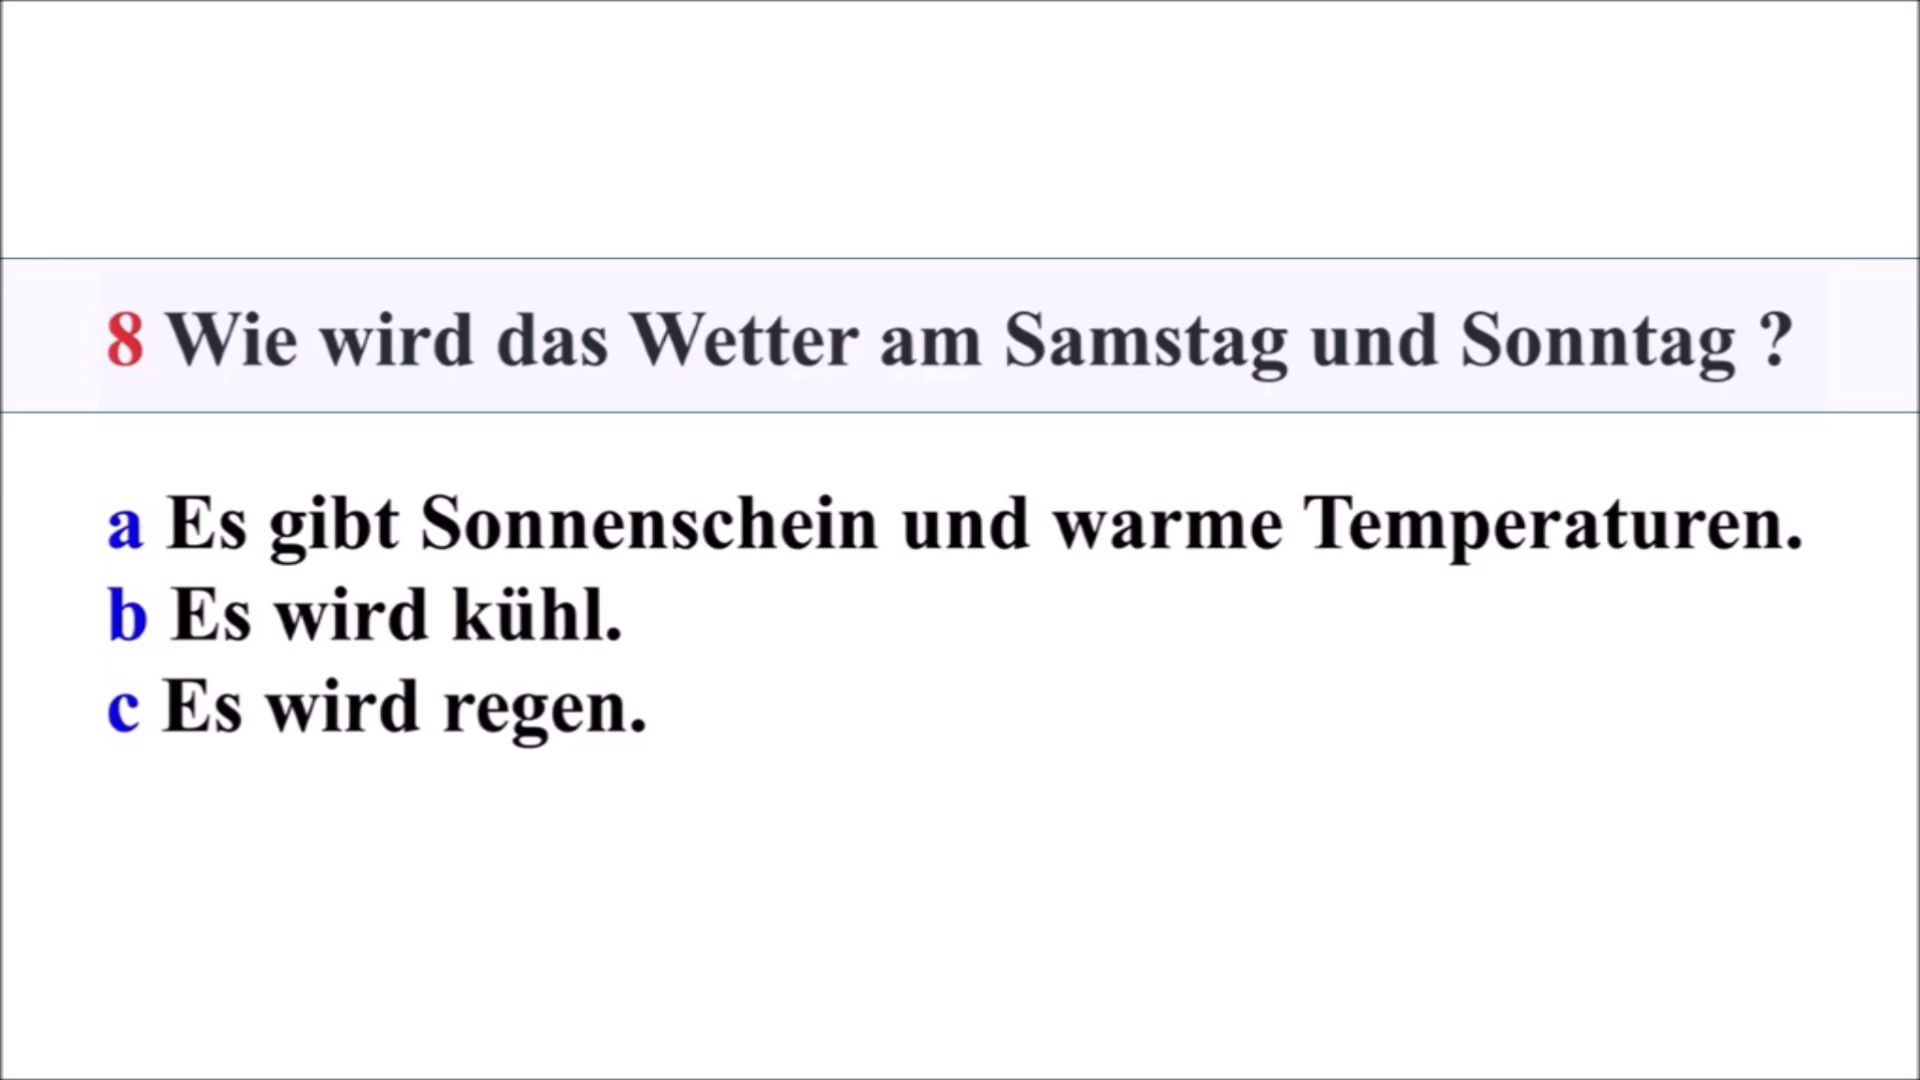 8 Wie wird das Wetter am Samstag und Sonntag ?
a Es gibt Sonnenschein und warme Temperaturen.
b Es wird kühl.
c Es wird regen.